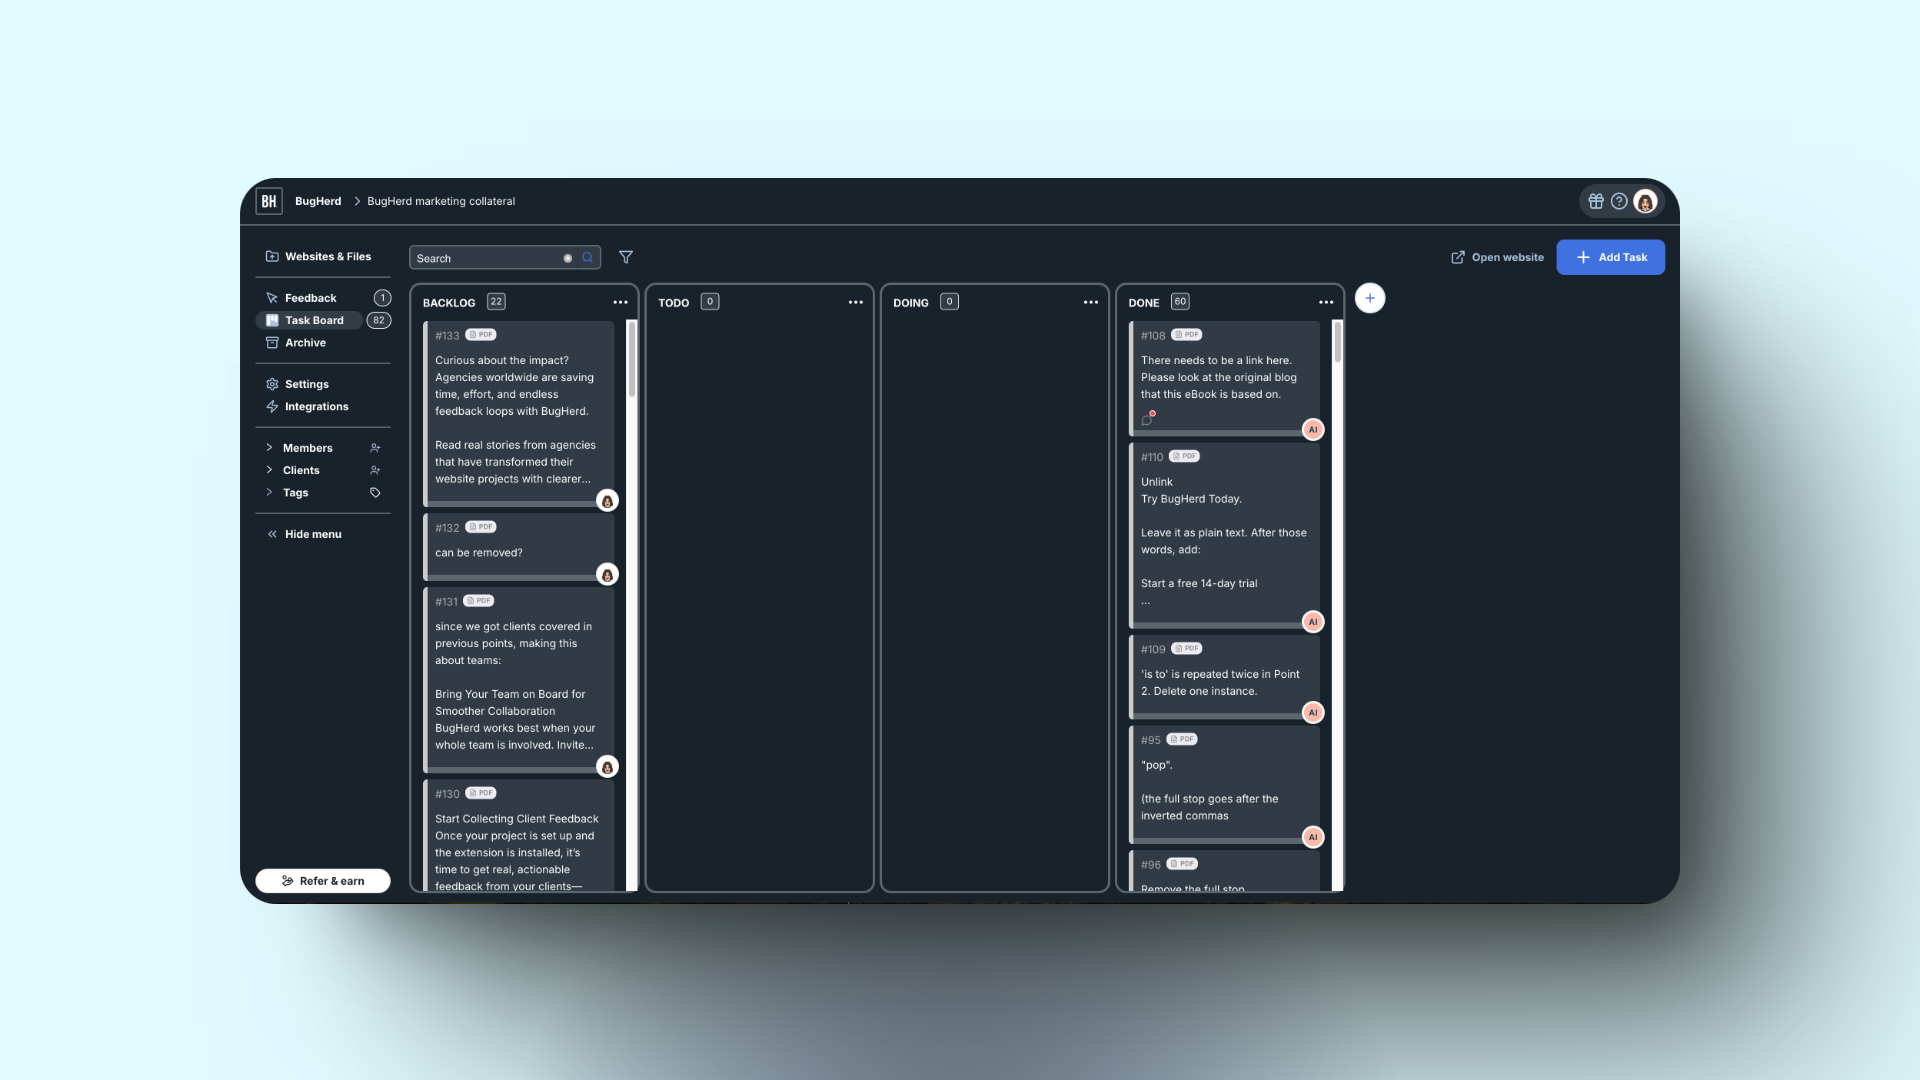 BH
BugHerd
BugHerd marketing collateral
Websites & Files
Feedback 1
Task Board 82
Archive
Settings
Integrations
Members
Clients
Tags
Hide menu
Refer & earn
Search
Open website
Add Task
BACKLOG 22
#133 PDF
Curious about the impact?
Agencies worldwide are saving
time, effort, and endless
feedback loops with BugHerd.
Read real stories from agencies
that have transformed their
website projects with clearer...
#132 PDF
can be removed?
#131 PDF
since we got clients covered in
previous points, making this
about teams:
Bring Your Team on Board for
Smoother Collaboration
BugHerd works best when your
whole team is involved. Invite...
#130 PDF
Start Collecting Client Feedback
Once your project is set up and
the extension is installed, it's
time to get real, actionable
feedback from your clients—
TODO 0
DOING 0
DONE 60
#108 PDF
There needs to be a link here.
Please look at the original blog
that this eBook is based on.
AI
#110 PDF
Unlink
Try BugHerd Today.
Leave it as plain text. After those
words, add:
Start a free 14-day trial
...
AI
#109 PDF
'is to' is repeated twice in Point
2. Delete one instance.
AI
#95 PDF
"pop".
(the full stop goes after the
inverted commas
AI
#96 PDF
Remove the full stop